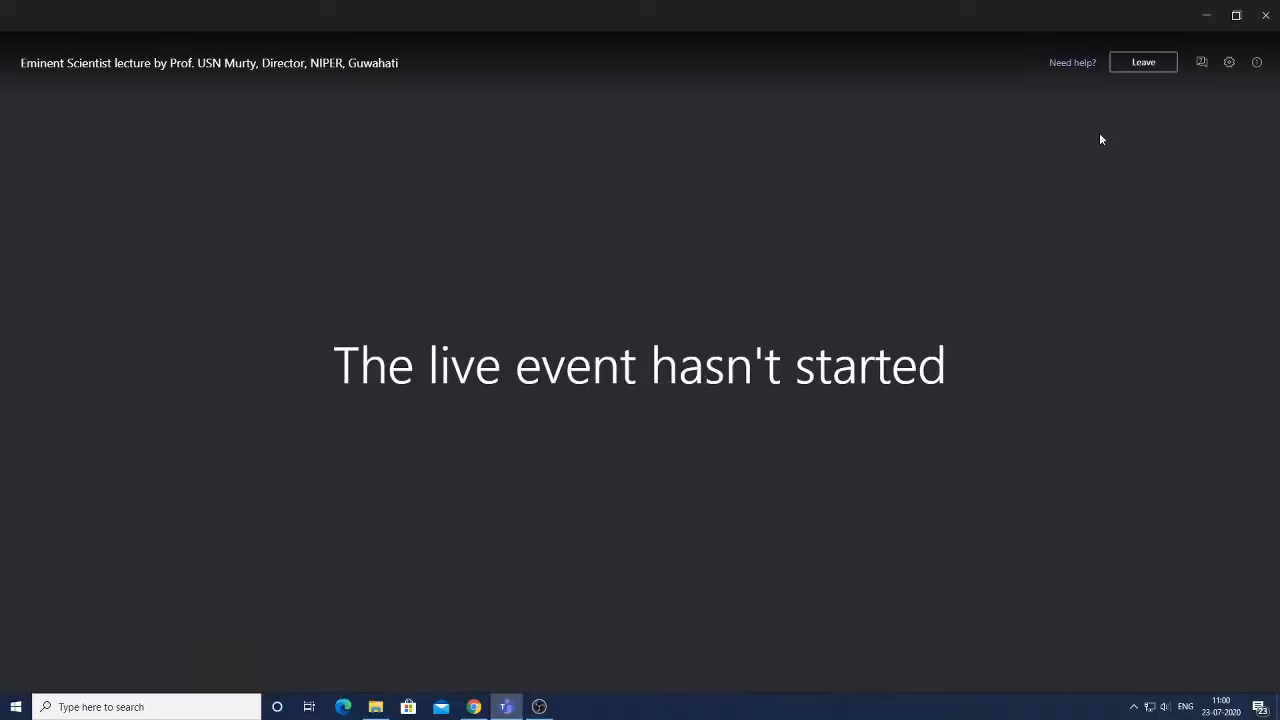 Eminent Scientist lecture by Prof. USN Murty, Director, NIPER, Guwahati
Need help?
Leave
The live event hasn't started
Type here to search
ENG
11:00
23-07-2020